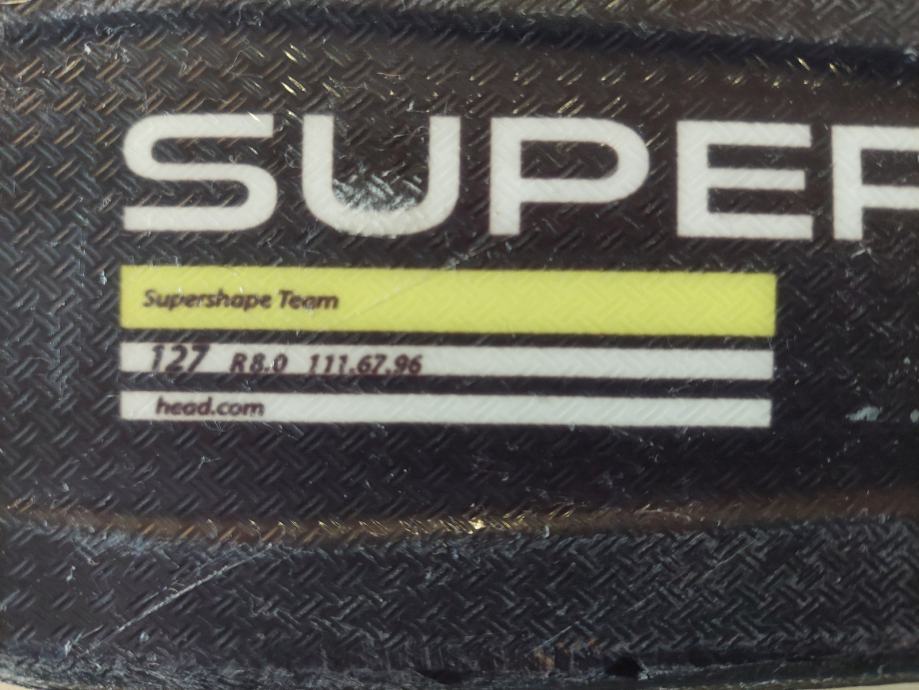 SUPER
Supershape Team
127 R8.0 111.67.96
head.com